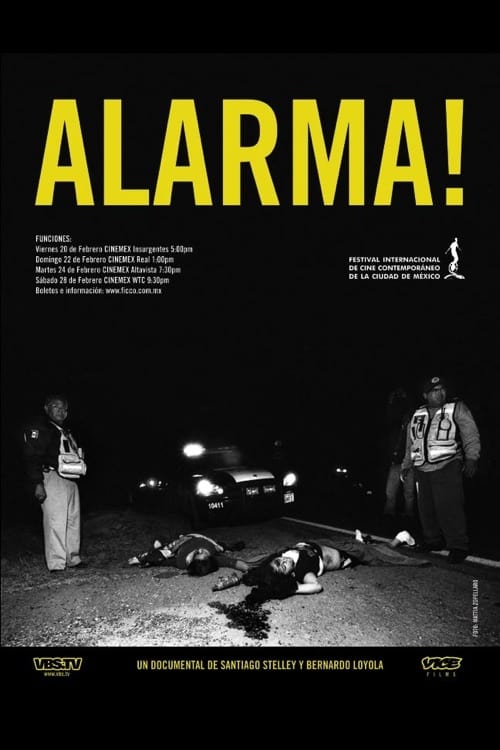 ALARMA!
FUNCIONES:
Viernes 20 de Febrero CINEMEX Insurgentes 5:00pm
Domingo 22 de Febrero CINEMEX Real 1:00pm
Martes 24 de Febrero CINEMEX Altavista 7:30pm
Sábado 28 de Febrero CINEMEX WTC 9:30pm
Boletos e información: www.ficco.com.mx
FESTIVAL INTERNACIONAL
DE CINE CONTEMPORÁNEO
DE LA CIUDAD DE MÉXICO
10411
FOTO: MATTIA ZOPPELLARO
VBS.TV
www.vbs.tv
UN DOCUMENTAL DE SANTIAGO STELLEY Y BERNARDO LOYOLA
VICE
FILMS